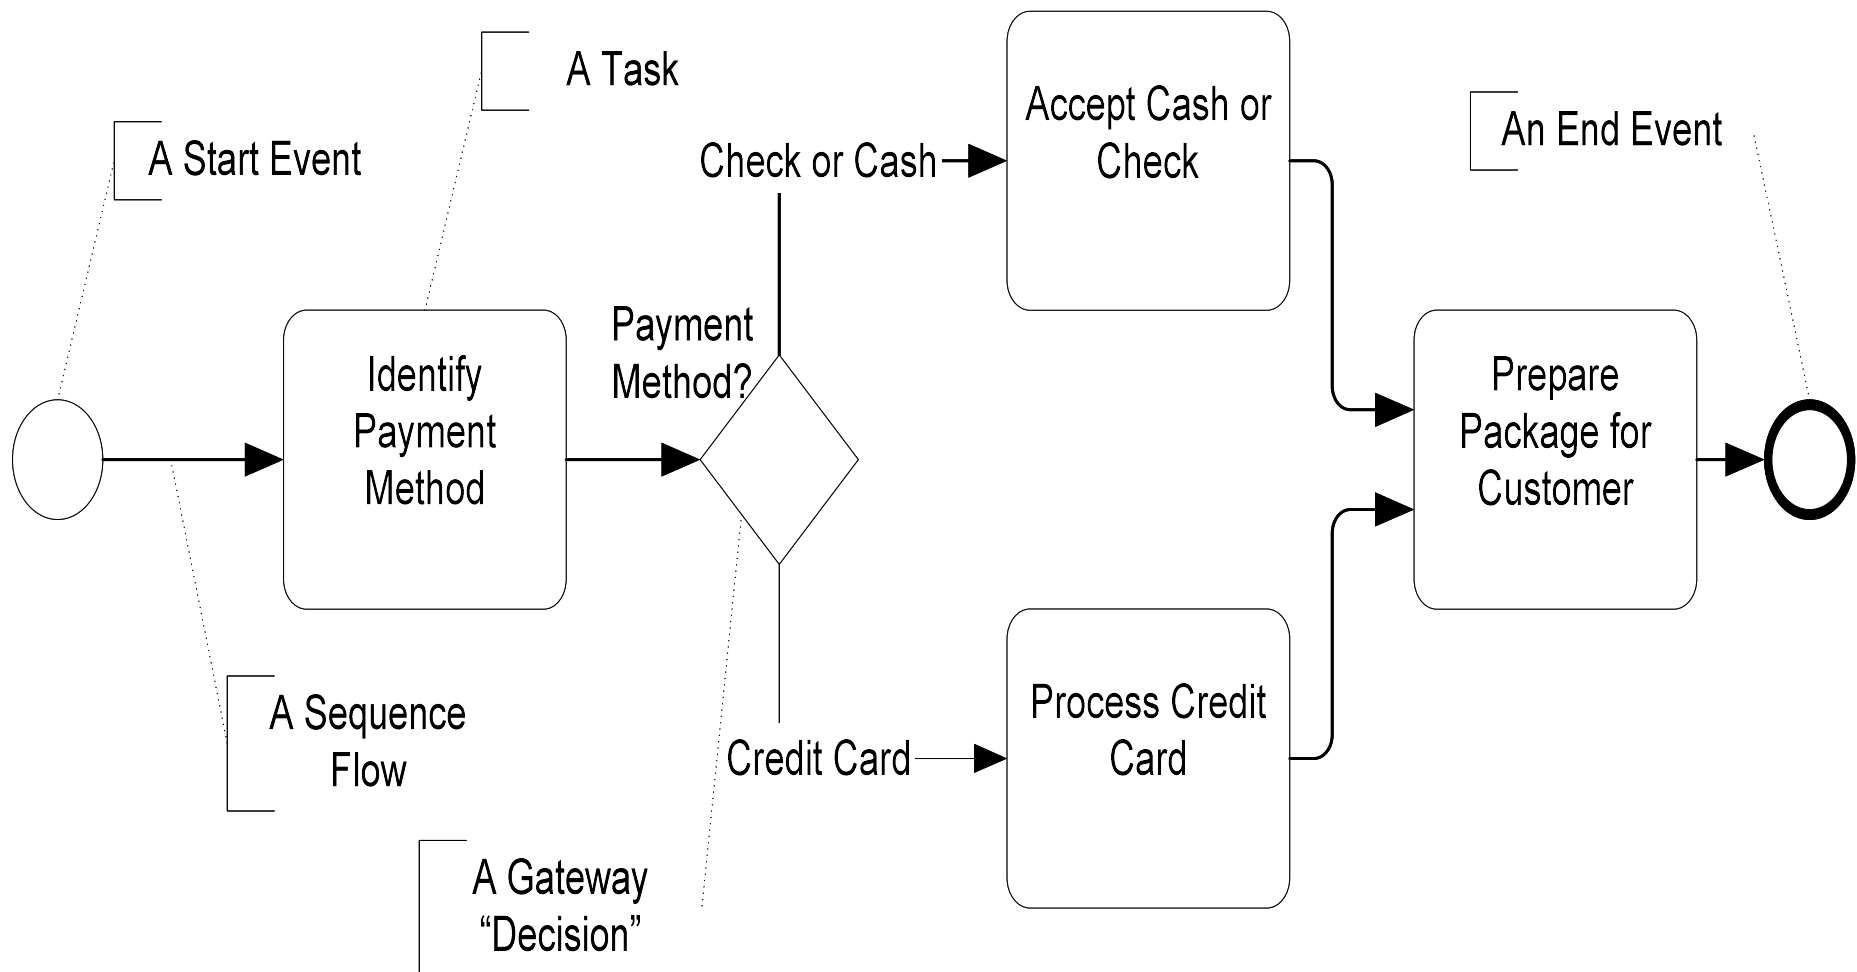 A Task
A Start Event
Accept Cash or
Check
An End Event
Check or Cash
Payment
Method?
Identify
Payment
Method
Prepare
Package for
Customer
A Sequence
Flow
Credit Card
Process Credit
Card
A Gateway
“Decision”